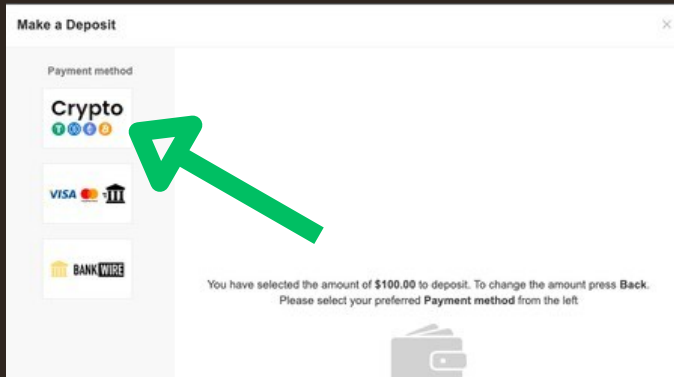 Make a Deposit
Payment method
Crypto
VISA
BANK WIRE
You have selected the amount of $100.00 to deposit. To change the amount press Back.
Please select your preferred Payment method from the left